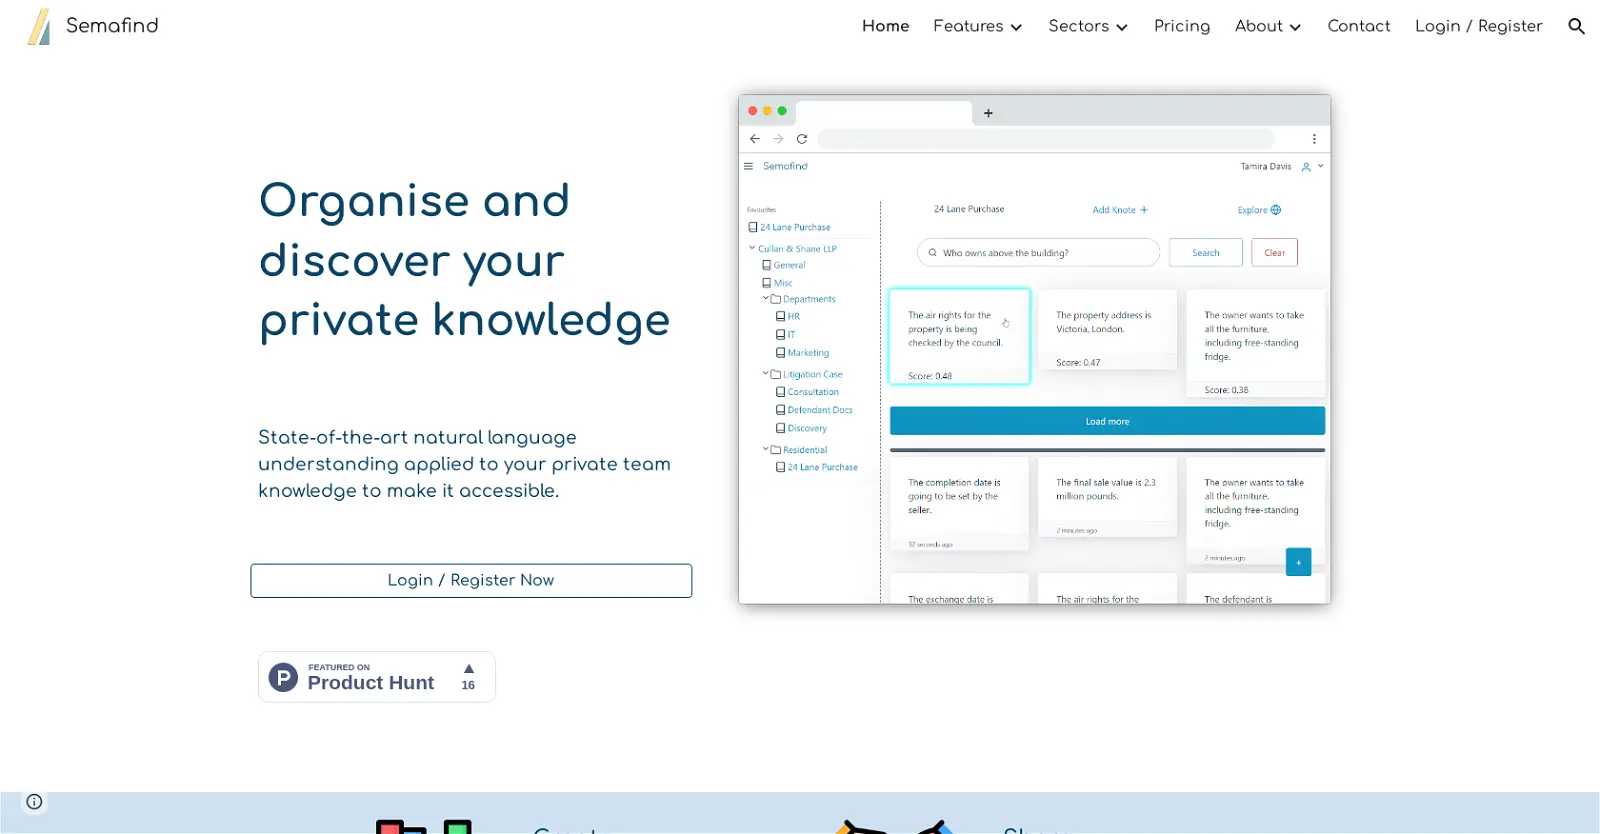 Semafind
Home
Features
Sectors
Pricing
About
Contact
Login / Register
Organise and
discover your
private knowledge
State-of-the-art natural language
understanding applied to your private team
knowledge to make it accessible.
Login / Register Now
FEATURED ON
Product Hunt
16
Semafind
Tamira Davis
Favourites
24 Lane Purchase
Cullan & Shane LLP
General
Misc
Departments
HR
IT
Marketing
Litigation Case
Consultation
Defendant Docs
Discovery
Residential
24 Lane Purchase
24 Lane Purchase
Add Knote +
Explore
Who owns above the building?
Search
Clear
The air rights for the
property is being
checked by the council.
Score: 0.48
The property address is
Victoria, London.
Score: 0.47
The owner wants to take
all the furniture,
including free-standing
fridge.
Score: 0.38
Load more
The completion date is
going to be set by the
seller.
32 seconds ago
The final sale value is 2.3
million pounds.
2 minutes ago
The owner wants to take
all the furniture,
including free-standing
fridge.
2 minutes ago
+
The exchange date is
The air rights for the
The defendant is